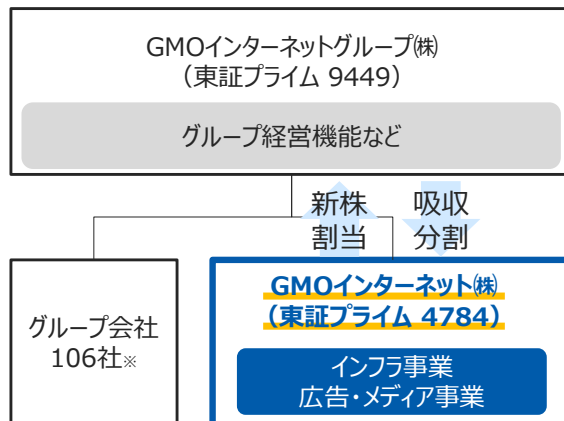 GMOインターネットグループ㈱
（東証プライム 9449）
グループ経営機能など
新株
割当
吸収
分割
グループ会社
106社※
GMOインターネット㈱
（東証プライム 4784）
インフラ事業
広告・メディア事業